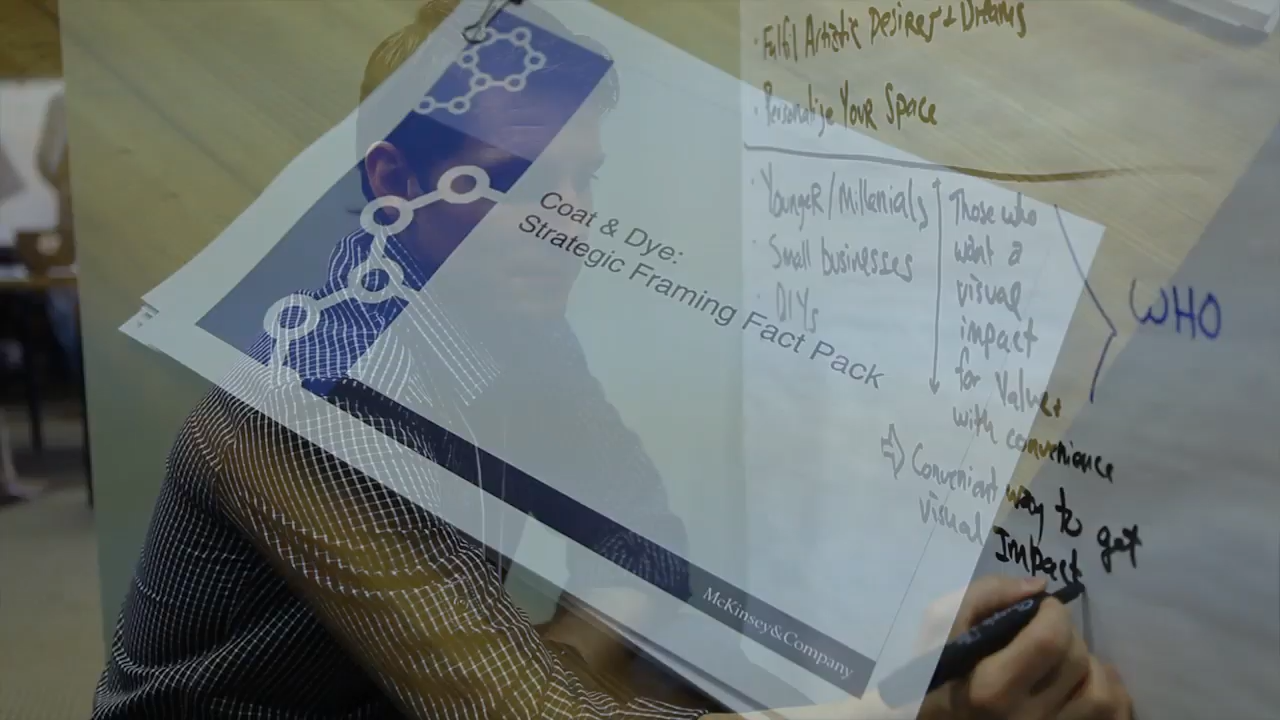 · Fulfil Artistic Desires + Dreams
· Personalize Your Space
· Younger/Millenials
· Small businesses
· DIYs
Those who
want a
visual
impact
for Value+
with convenience
WHO
⇨ Convenient way to get
visual Impact
Coat & Dye:
Strategic Framing Fact Pack
McKinsey&Company